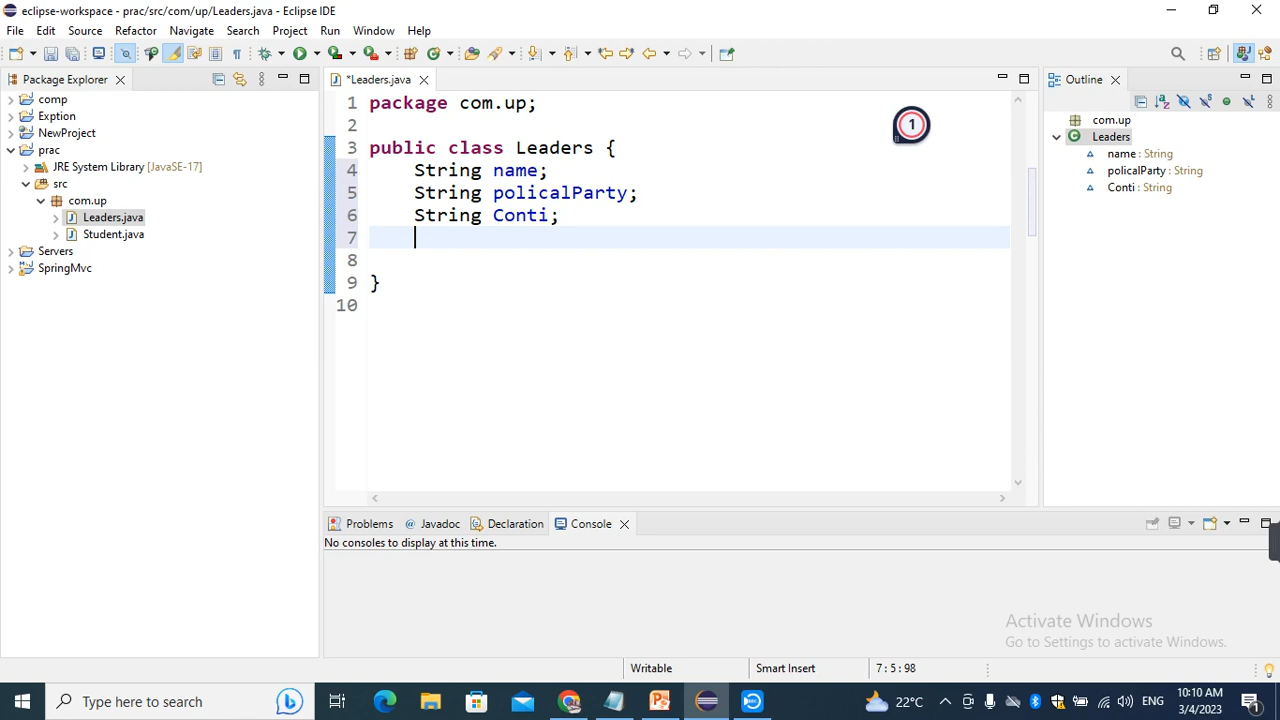 eclipse-workspace - prac/src/com/up/Leaders.java - Eclipse IDE
File Edit Source Refactor Navigate Search Project Run Window Help
Package Explorer
*Leaders.java
Outline
comp
Exption
NewProject
prac
JRE System Library [JavaSE-17]
src
com.up
Leaders.java
Student.java
Servers
SpringMvc
1 package com.up;
2
3 public class Leaders {
4 String name;
5 String policalParty;
6 String Conti;
7
8
9 }
10
1
com.up
Leaders
name : String
policalParty : String
Conti : String
Problems @ Javadoc Declaration Console
No consoles to display at this time.
Activate Windows
Go to Settings to activate Windows.
Writable Smart Insert 7 : 5 : 98
Type here to search
22°C ENG
10:10 AM
3/4/2023
1